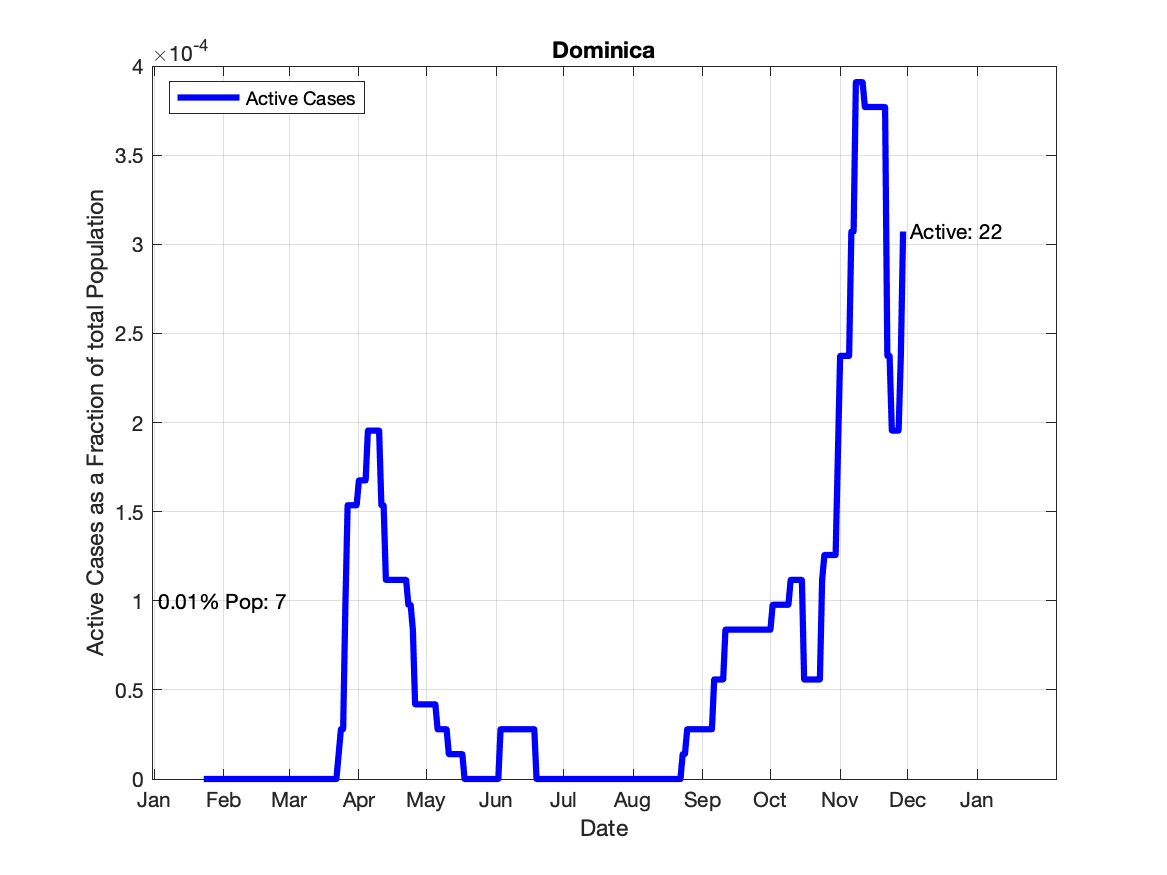 Dominica
×10-4
Active Cases
4
3.5
3
2.5
2
1.5
1
0.5
0
Active Cases as a Fraction of total Population
0.01% Pop: 7
Active: 22
Jan Feb Mar Apr May Jun Jul Aug Sep Oct Nov Dec Jan
Date